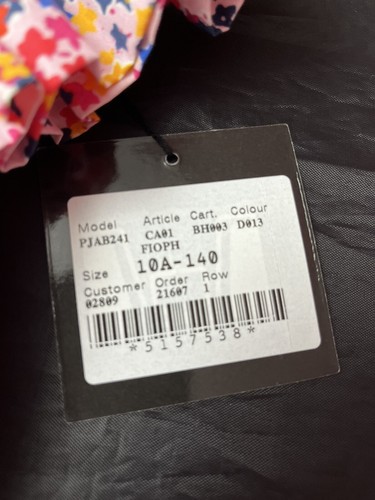 Model Article Cart. Colour
PJAB241 CA01 BH003 D013
FIOPH
Size 10A-140
Customer Order Row
02809 21607 1
*5157538*